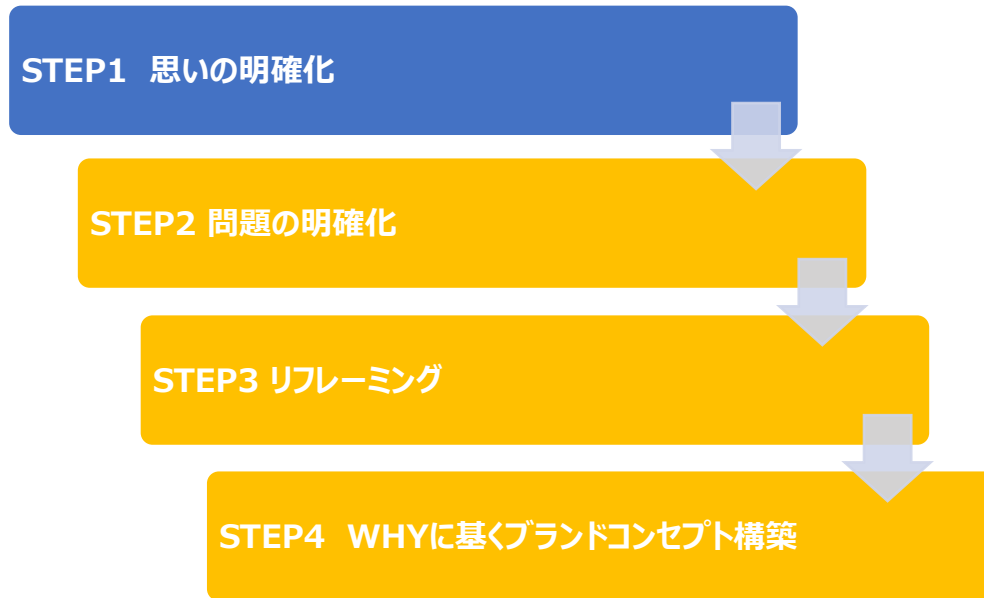 STEP1 思いの明確化
STEP2 問題の明確化
STEP3 リフレーミング
STEP4 WHYに基くブランドコンセプト構築